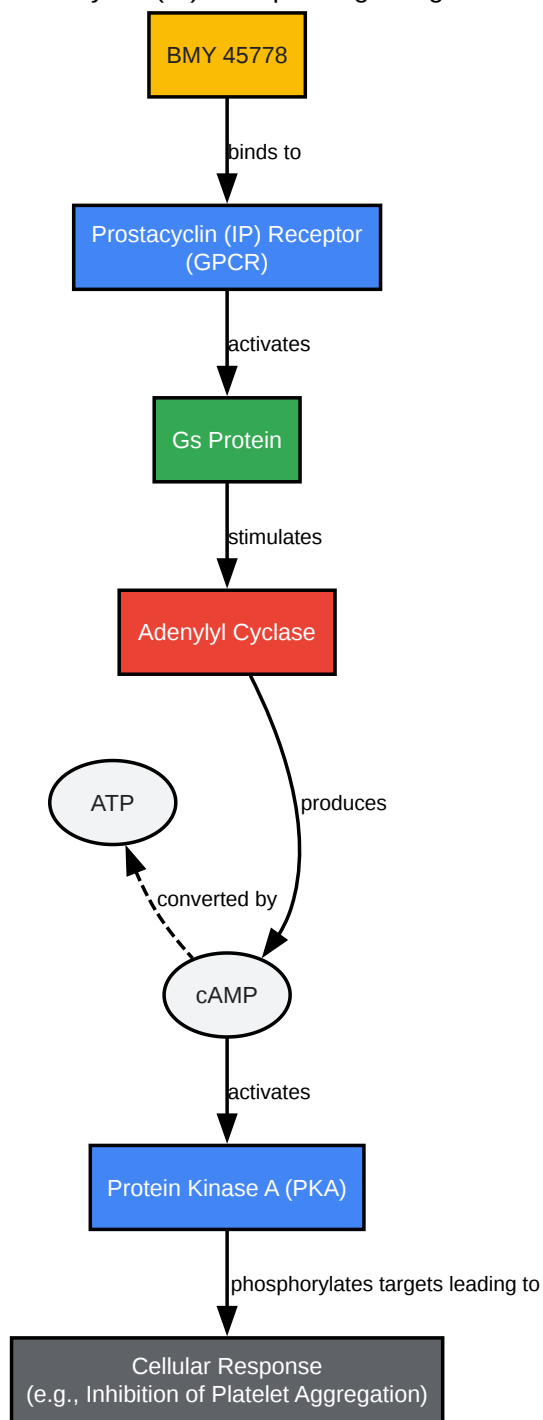 BMY 45778
binds to
Prostacyclin (IP) Receptor
(GPCR)
activates
Gs Protein
stimulates
Adenylyl Cyclase
ATP
produces
converted by
cAMP
activates
Protein Kinase A (PKA)
phosphorylates targets leading to
Cellular Response
(e.g., Inhibition of Platelet Aggregation)